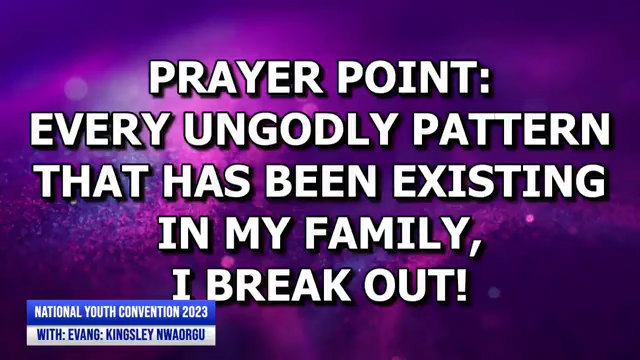 PRAYER POINT:
EVERY UNGODLY PATTERN
THAT HAS BEEN EXISTING
IN MY FAMILY,
I BREAK OUT!
NATIONAL YOUTH CONVENTION 2023
WITH: EVANG: KINGSLEY NWAORGU